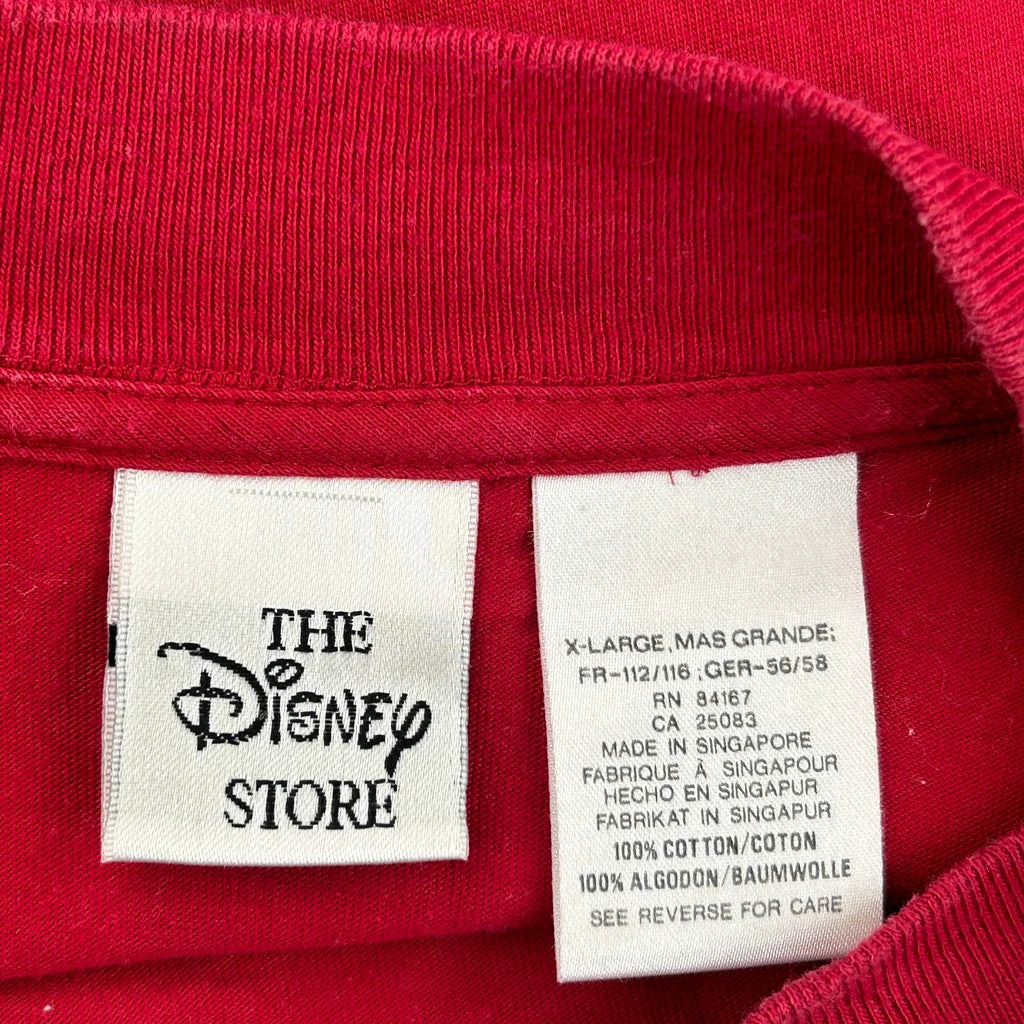 THE
DISNEY
STORE
X-LARGE, MAS GRANDE;
FR-112/116 ;GER-56/58
RN 84167
CA 25083
MADE IN SINGAPORE
FABRIQUE À SINGAPOUR
HECHO EN SINGAPUR
FABRIKAT IN SINGAPUR
100% COTTON/COTON
100% ALGODON/BAUMWOLLE
SEE REVERSE FOR CARE